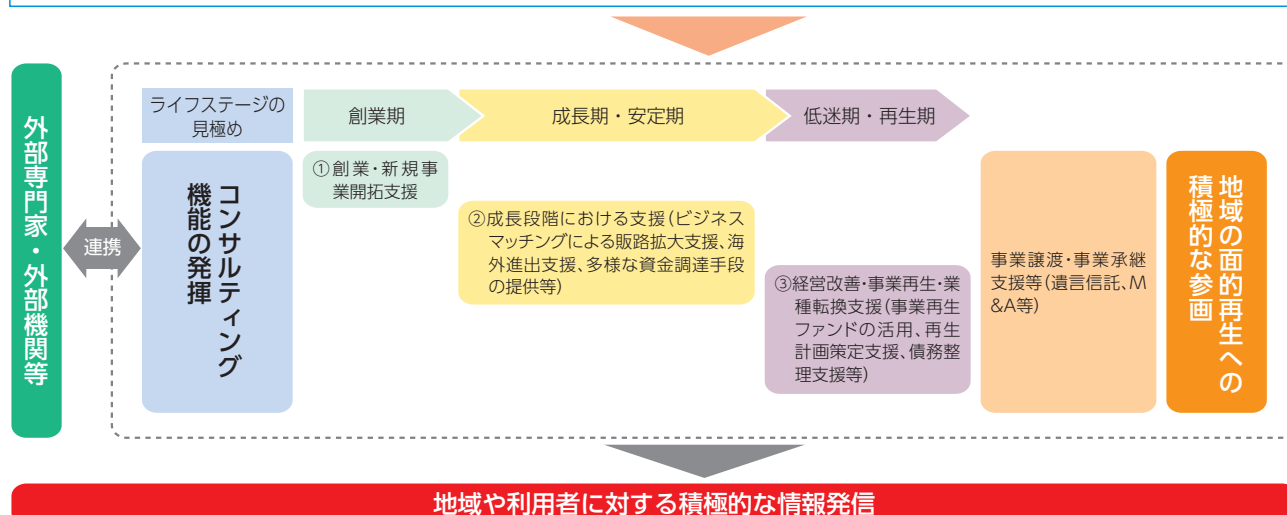 外部専門家・外部機関等
連携
ライフステージの
見極め
コンサルティング
機能の発揮
創業期
①創業・新規事
業開拓支援
成長期・安定期
②成長段階における支援(ビジネス
マッチングによる販路拡大支援、海
外進出支援、多様な資金調達手段
の提供等)
低迷期・再生期
③経営改善・事業再生・業
種転換支援(事業再生
ファンドの活用、再生
計画策定支援、債務整
理支援等)
事業譲渡・事業承継
支援等(遺言信託、M
&A等)
地域の面的再生への
積極的な参画
地域や利用者に対する積極的な情報発信